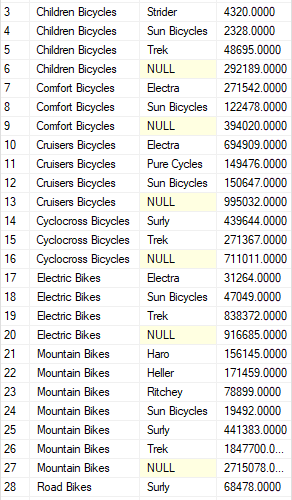 3 Children Bicycles Strider 4320.0000
4 Children Bicycles Sun Bicycles 2328.0000
5 Children Bicycles Trek 48695.0000
6 Children Bicycles NULL 292189.0000
7 Comfort Bicycles Electra 271542.0000
8 Comfort Bicycles Sun Bicycles 122478.0000
9 Comfort Bicycles NULL 394020.0000
10 Cruisers Bicycles Electra 694909.0000
11 Cruisers Bicycles Pure Cycles 149476.0000
12 Cruisers Bicycles Sun Bicycles 150647.0000
13 Cruisers Bicycles NULL 995032.0000
14 Cyclocross Bicycles Surly 439644.0000
15 Cyclocross Bicycles Trek 271367.0000
16 Cyclocross Bicycles NULL 711011.0000
17 Electric Bikes Electra 31264.0000
18 Electric Bikes Sun Bicycles 47049.0000
19 Electric Bikes Trek 838372.0000
20 Electric Bikes NULL 916685.0000
21 Mountain Bikes Haro 156145.0000
22 Mountain Bikes Heller 171459.0000
23 Mountain Bikes Ritchey 78899.0000
24 Mountain Bikes Sun Bicycles 19492.0000
25 Mountain Bikes Surly 441383.0000
26 Mountain Bikes Trek 1847700.0...
27 Mountain Bikes NULL 2715078.0...
28 Road Bikes Surly 68478.0000